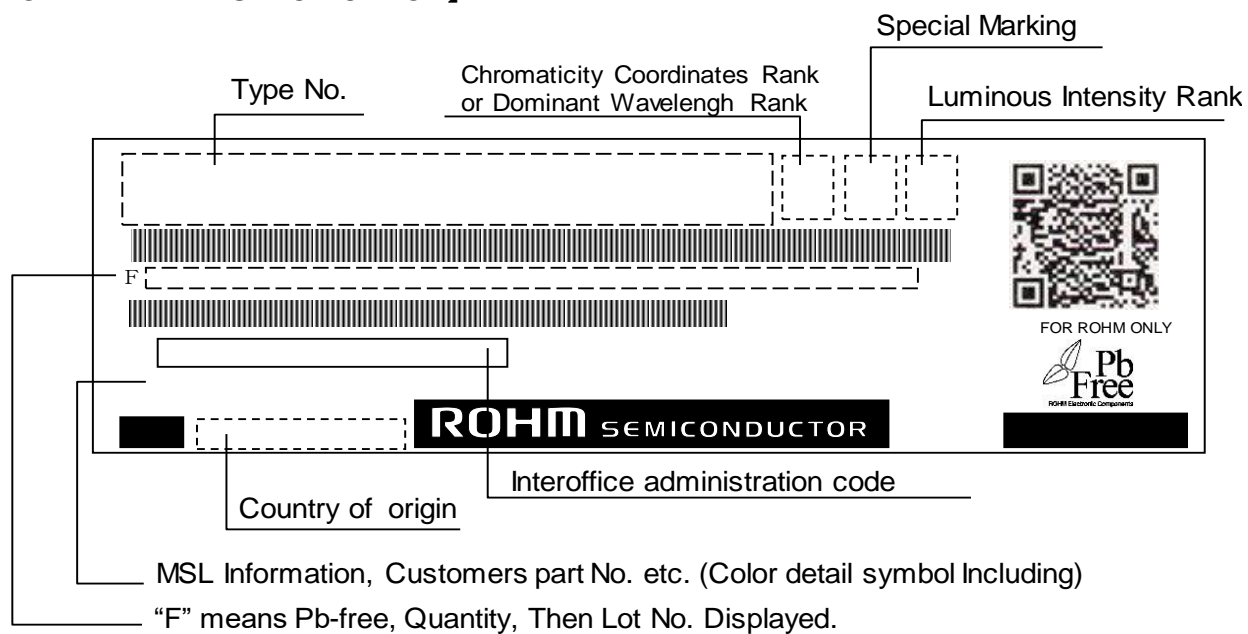 Special Marking
Chromaticity Coordinates Rank
or Dominant Wavelengh Rank
Type No.
Luminous Intensity Rank
F
FOR ROHM ONLY
Pb
Free
ROHM Electronic Components
ROHM SEMICONDUCTOR
Interoffice administration code
Country of origin
MSL Information, Customers part No. etc. (Color detail symbol Including)
“F” means Pb-free, Quantity, Then Lot No. Displayed.